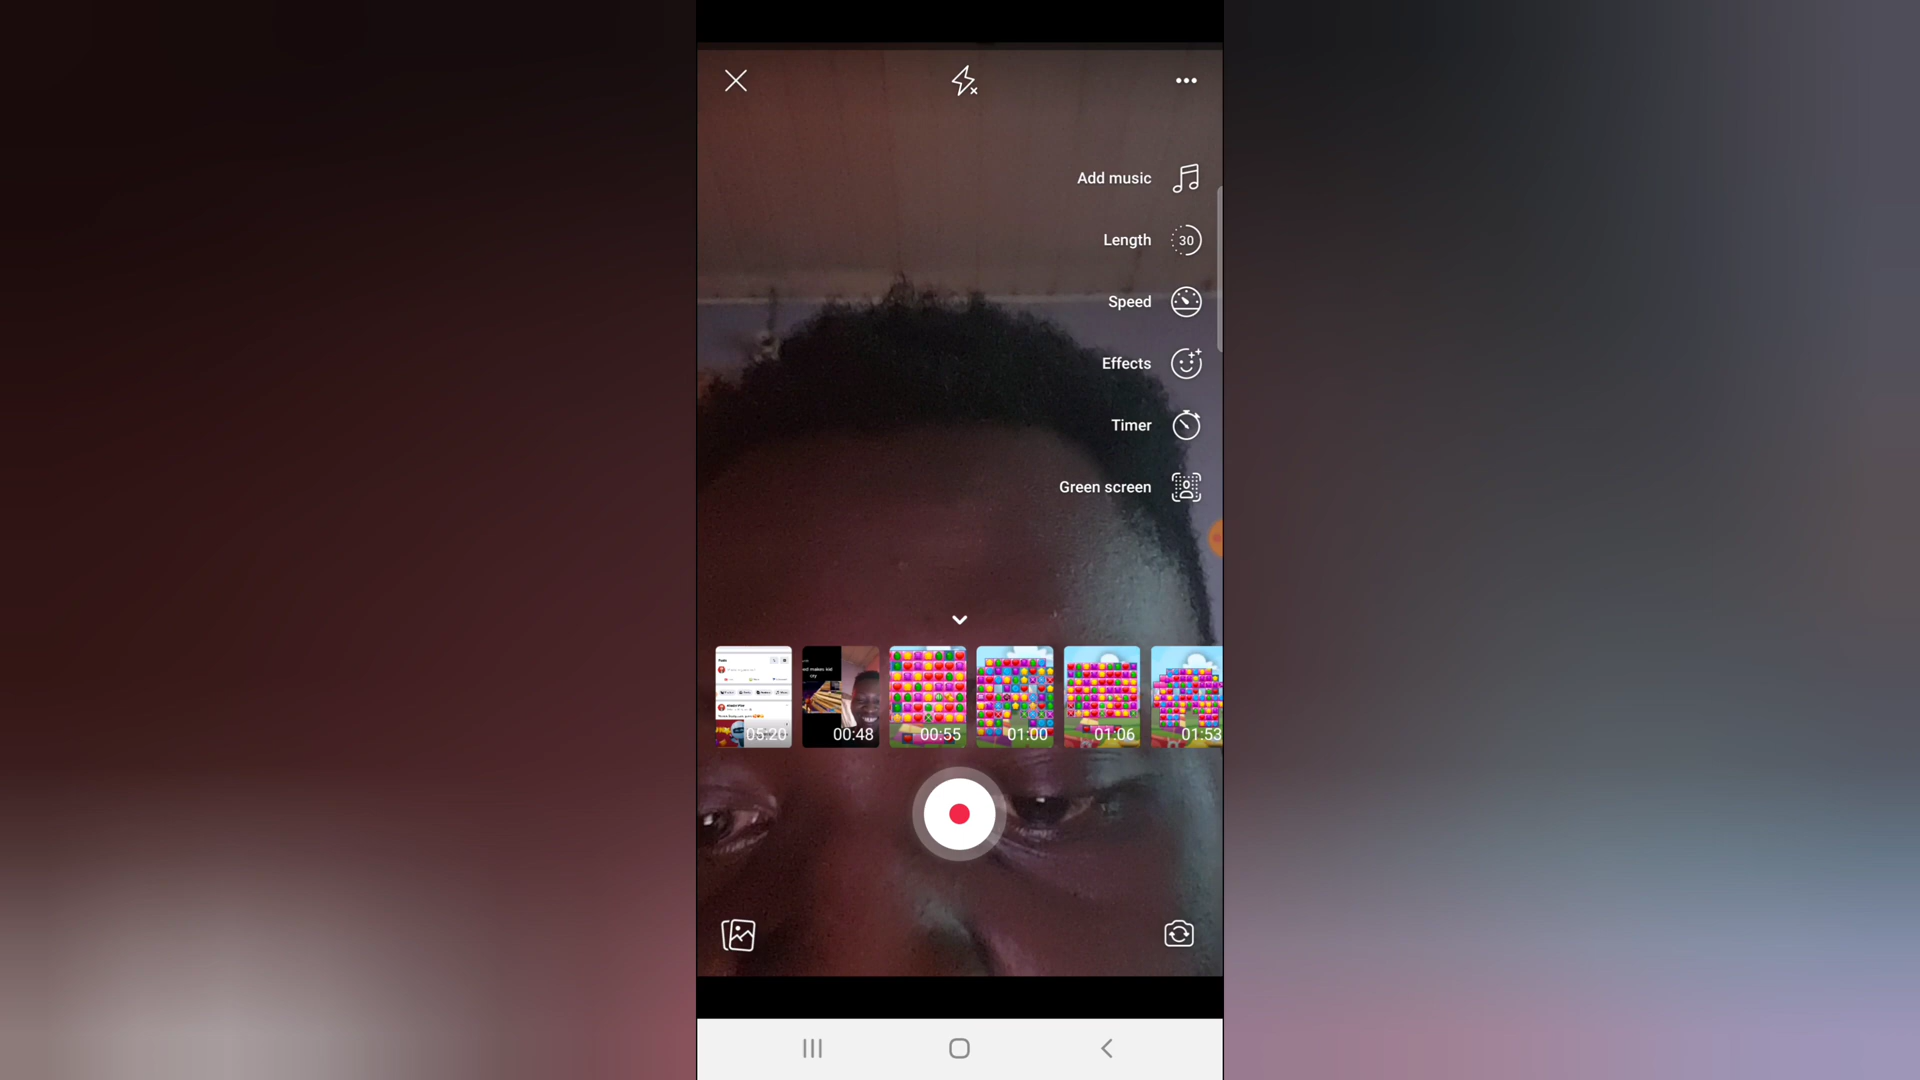 Add music
Length
30
Speed
Effects
Timer
Green screen
05:20
00:48
00:55
01:00
01:06
01:53